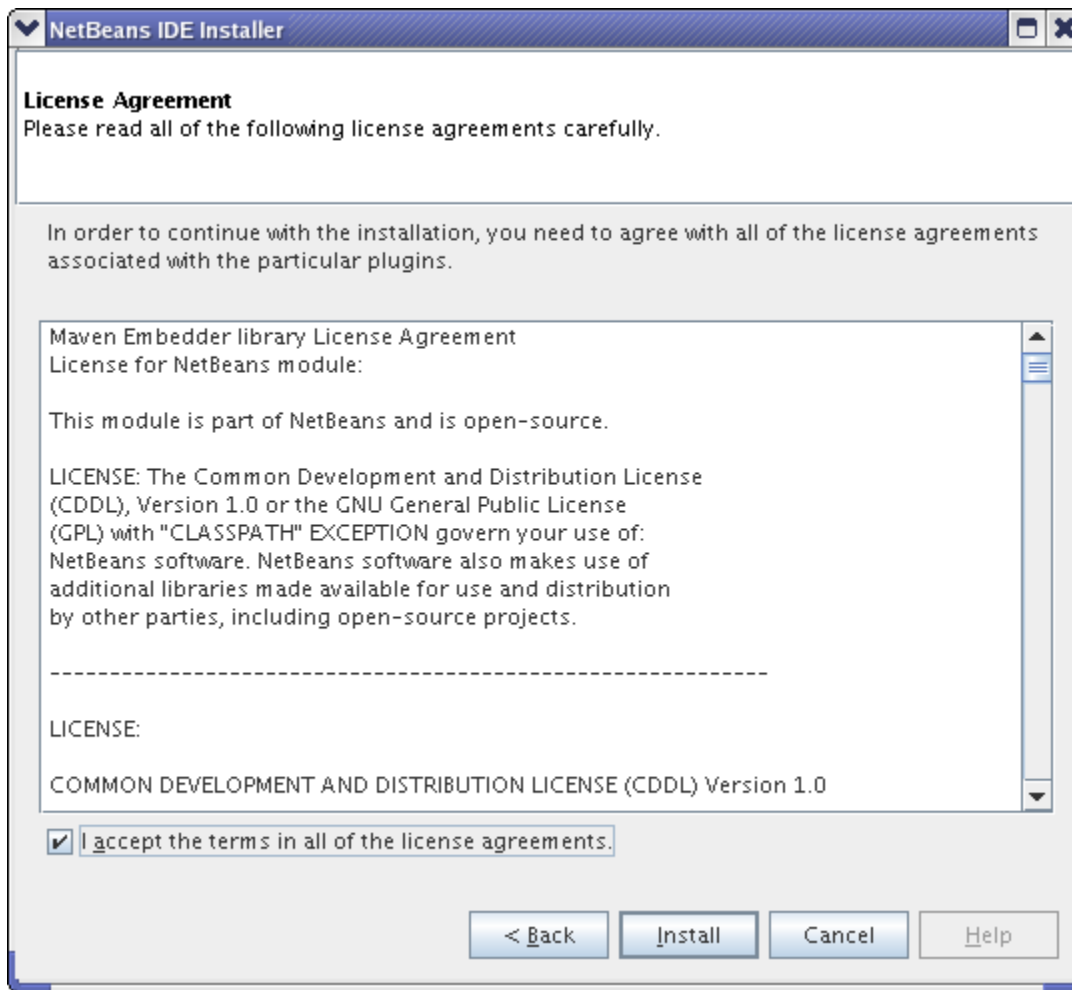 NetBeans IDE Installer
License Agreement
Please read all of the following license agreements carefully.
In order to continue with the installation, you need to agree with all of the license agreements
associated with the particular plugins.
Maven Embedder library License Agreement
License for NetBeans module:
This module is part of NetBeans and is open-source.
LICENSE: The Common Development and Distribution License
(CDDL), Version 1.0 or the GNU General Public License
(GPL) with "CLASSPATH" EXCEPTION govern your use of:
NetBeans software. NetBeans software also makes use of
additional libraries made available for use and distribution
by other parties, including open-source projects.
------------------------------------------------------------
LICENSE:
COMMON DEVELOPMENT AND DISTRIBUTION LICENSE (CDDL) Version 1.0
I accept the terms in all of the license agreements.
< Back Install Cancel Help